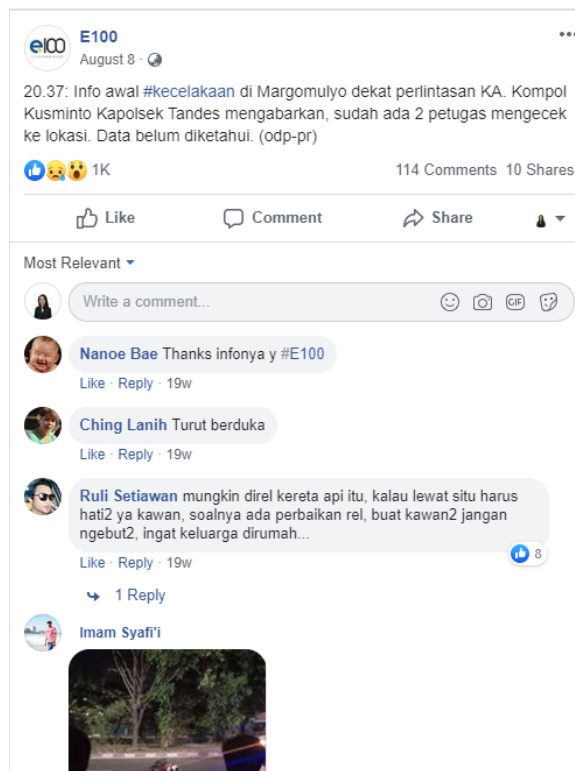 e100
E100
August 8 ·
20.37: Info awal #kecelakaan di Margomulyo dekat perlintasan KA. Kompol
Kusminto Kapolsek Tandes mengabarkan, sudah ada 2 petugas mengecek
ke lokasi. Data belum diketahui. (odp-pr)
1K 114 Comments 10 Shares
Like Comment Share
Most Relevant
Write a comment... GIF
Nanoe Bae Thanks infonya y #E100
Like · Reply · 19w
Ching Lanih Turut berduka
Like · Reply · 19w
Ruli Setiawan mungkin direl kereta api itu, kalau lewat situ harus
hati2 ya kawan, soalnya ada perbaikan rel, buat kawan2 jangan
ngebut2, ingat keluarga dirumah...
8
Like · Reply · 19w
1 Reply
Imam Syafi'i